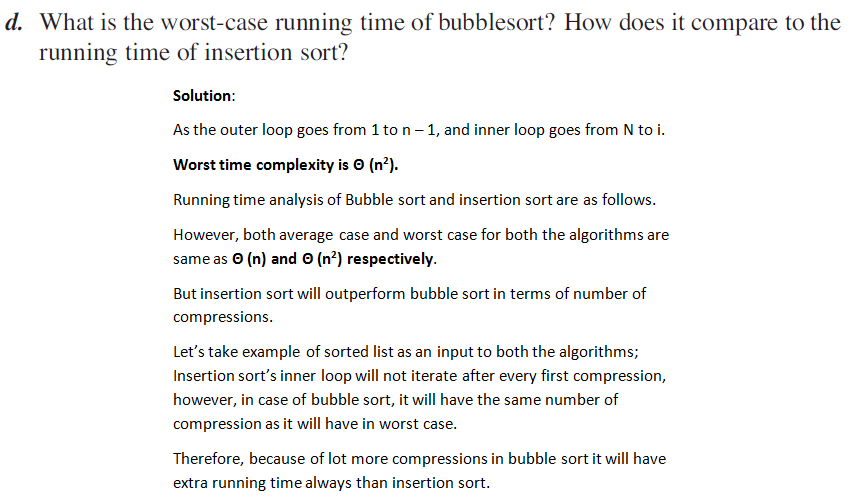 d. What is the worst-case running time of bubblesort? How does it compare to the
running time of insertion sort?
Solution:
As the outer loop goes from 1 to n – 1, and inner loop goes from N to i.
Worst time complexity is Θ (n²).
Running time analysis of Bubble sort and insertion sort are as follows.
However, both average case and worst case for both the algorithms are
same as Θ (n) and Θ (n²) respectively.
But insertion sort will outperform bubble sort in terms of number of
compressions.
Let’s take example of sorted list as an input to both the algorithms;
Insertion sort’s inner loop will not iterate after every first compression,
however, in case of bubble sort, it will have the same number of
compression as it will have in worst case.
Therefore, because of lot more compressions in bubble sort it will have
extra running time always than insertion sort.